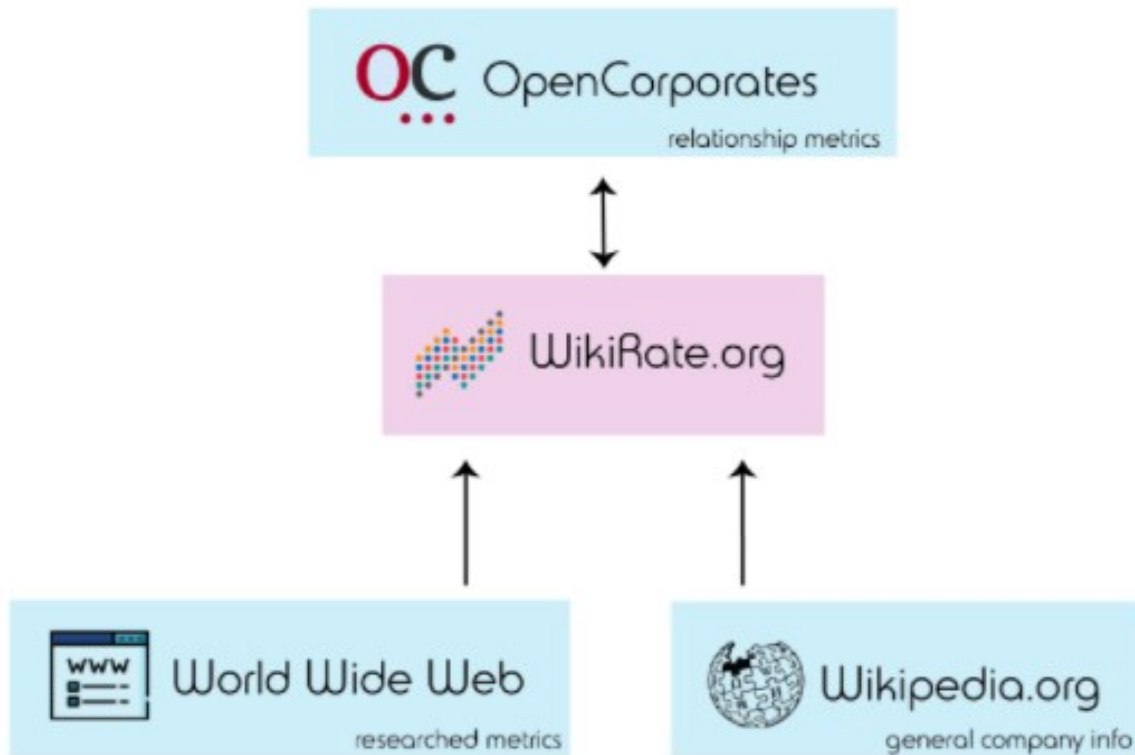 OC OpenCorporates
relationship metrics
WikiRate.org
www World Wide Web
researched metrics
Wikipedia.org
general company info